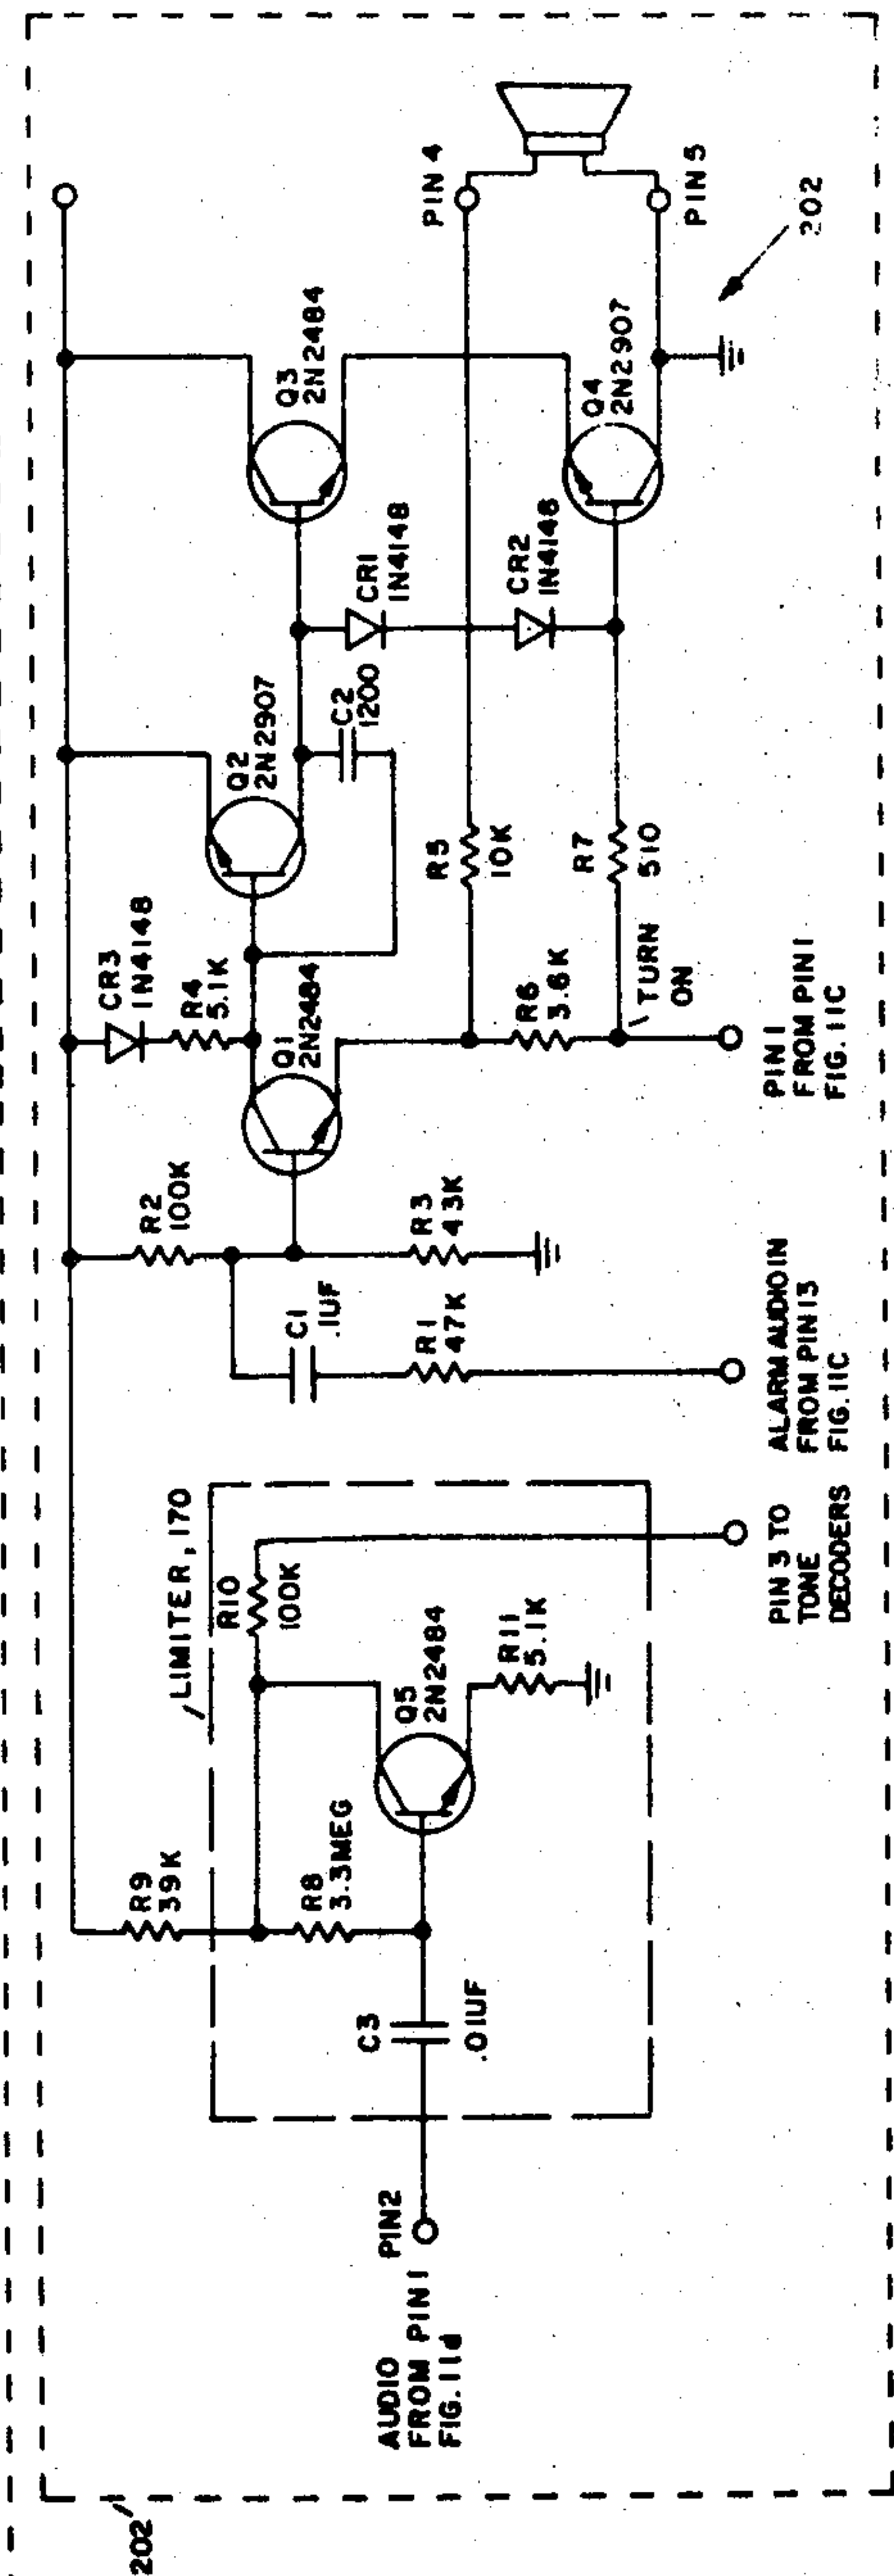 202
AUDIO
FROM PIN 1
FIG. 11d
PIN2
C3
.01UF
R9
39K
R8
3.3MEG
LIMITER, 170
Q5
2N2484
R10
100K
R11
5.1K
PIN 3 TO
TONE
DECODERS
C1
.1UF
R1
47K
ALARM AUDIO IN
FROM PIN 13
FIG. 11C
R2
100K
R3
43K
Q1
2N2484
CR3
1N4148
R4
5.1K
R6
3.6K
TURN
ON
PIN 1
FROM PIN 1
FIG. 11C
Q2
2N2907
C2
1200
R5
10K
R7
510
CR1
1N4148
CR2
1N4148
Q3
2N2484
Q4
2N2907
PIN 4
PIN 5
202